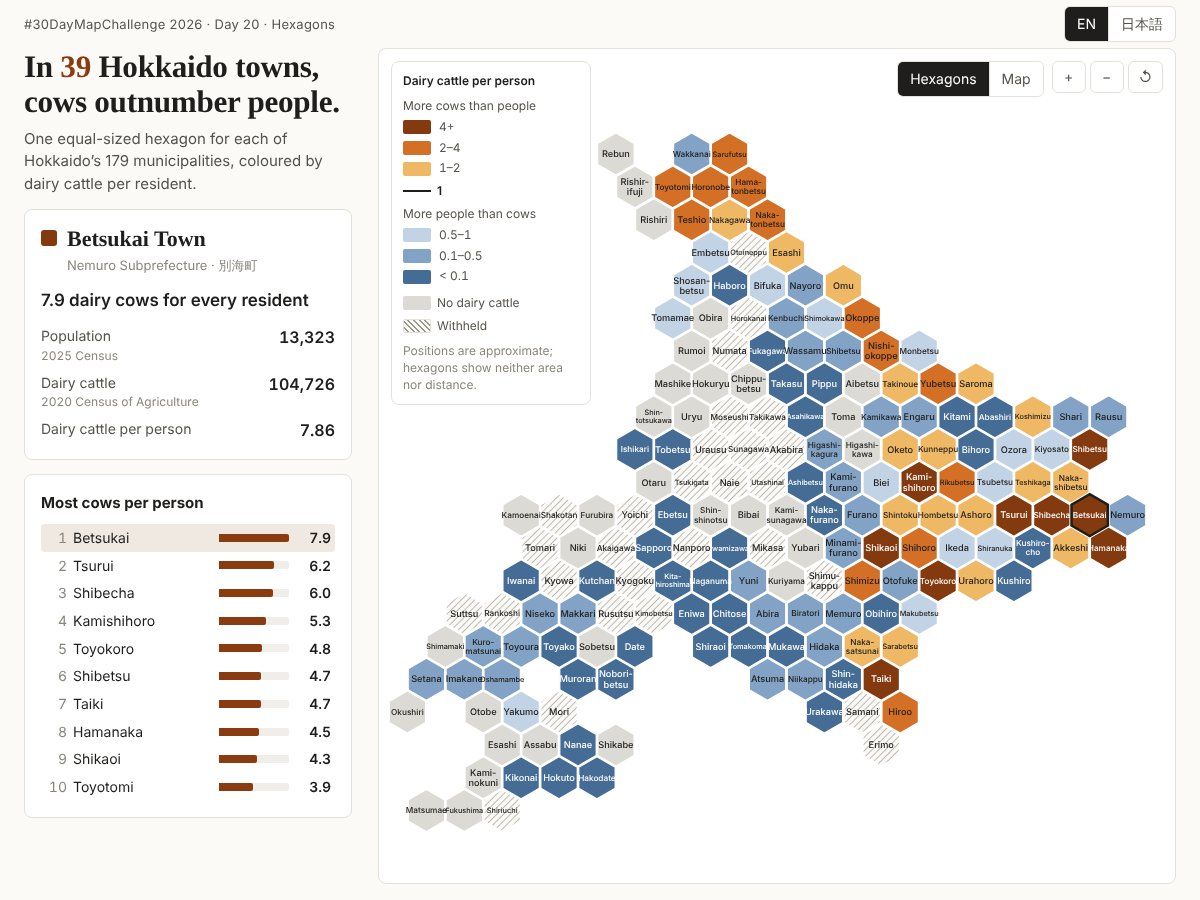 #30DayMapChallenge 2026 · Day 20 · Hexagons
EN
日本語
In 39 Hokkaido towns,
cows outnumber people.
One equal-sized hexagon for each of
Hokkaido's 179 municipalities, coloured by
dairy cattle per resident.
Betsukai Town
Nemuro Subprefecture · 別海町
7.9 dairy cows for every resident
Population
13,323
2025 Census
Dairy cattle
104,726
2020 Census of Agriculture
Dairy cattle per person
7.86
Most cows per person
1 Betsukai 7.9
2 Tsurui 6.2
3 Shibecha 6.0
4 Kamishihoro 5.3
5 Toyokoro 4.8
6 Shibetsu 4.7
7 Taiki 4.7
8 Hamanaka 4.5
9 Shikaoi 4.3
10 Toyotomi 3.9
Dairy cattle per person
More cows than people
4+
2–4
1–2
1
More people than cows
0.5–1
0.1–0.5
< 0.1
No dairy cattle
Withheld
Positions are approximate;
hexagons show neither area
nor distance.
Hexagons
Map
+
−
Rebun Wakkanai Sarufutsu
Rishir-
ifuji Toyotomi Horonobe Hama-
tonbetsu
Rishiri Teshio Nakagawa Naka-
tonbetsu
Embetsu Otoineppu Esashi
Shosan-
betsu Haboro Bifuka Nayoro Omu
Tomamae Obira Horokanai Kenbuchi Shimokawa Okoppe
Rumoi Numata Fukagawa Wassamu Shibetsu Nishi-
okoppe Monbetsu
Mashike Hokuryu Chippu-
betsu Takasu Pippu Aibetsu Takinoue Yubetsu Saroma
Shin-
totsukawa Uryu Moseushi Takikawa Asahikawa Toma Kamikawa Engaru Kitami Abashiri Koshimizu Shari Rausu
Ishikari Tobetsu Urausu Sunagawa Akabira Higashi-
kagura Higashi-
kawa Oketo Kunneppu Bihoro Ozora Kiyosato Shibetsu
Otaru Tsukigata Naie Utashinai Ashibetsu Kami-
furano Biei Kami-
shihoro Rikubetsu Tsubetsu Teshikaga Naka-
shibetsu
Kamoenai Shakotan Furubira Yoichi Ebetsu Shin-
shinotsu Bibai Kami-
sunagawa Naka-
furano Furano Shintoku Hombetsu Ashoro Tsurui Shibecha Betsukai Nemuro
Tomari Niki Akaigawa Sapporo Nanporo wamizawa Mikasa Yubari Minami-
furano Shikaoi Shihoro Ikeda Shiranuka Kushiro-
cho Akkeshi Hamanaka
Iwanai Kyowa Kutchan Kyogoku Kita-
hiroshima Naganuma Yuni Kuriyama Shimu-
kappu Shimizu Otofuke Toyokoro Urahoro Kushiro
Suttsu Rankoshi Niseko Makkari Rusutsu Kimobetsu Eniwa Chitose Abira Biratori Memuro Obihiro Makubetsu
Shimamaki Kuro-
matsunai Toyoura Toyako Sobetsu Date Shiraoi Tomakomai Mukawa Hidaka Naka-
satsunai Sarabetsu
Setana Imakane Oshamambe Muroran Nobori-
betsu Atsuma Niikappu Shin-
hidaka Taiki
Okushiri Otobe Yakumo Mori Urakawa Samani Hiroo
Esashi Assabu Nanae Shikabe Erimo
Kami-
nokuni Kikonai Hokuto Hakodate
Matsumae Fukushima Shiriuchi